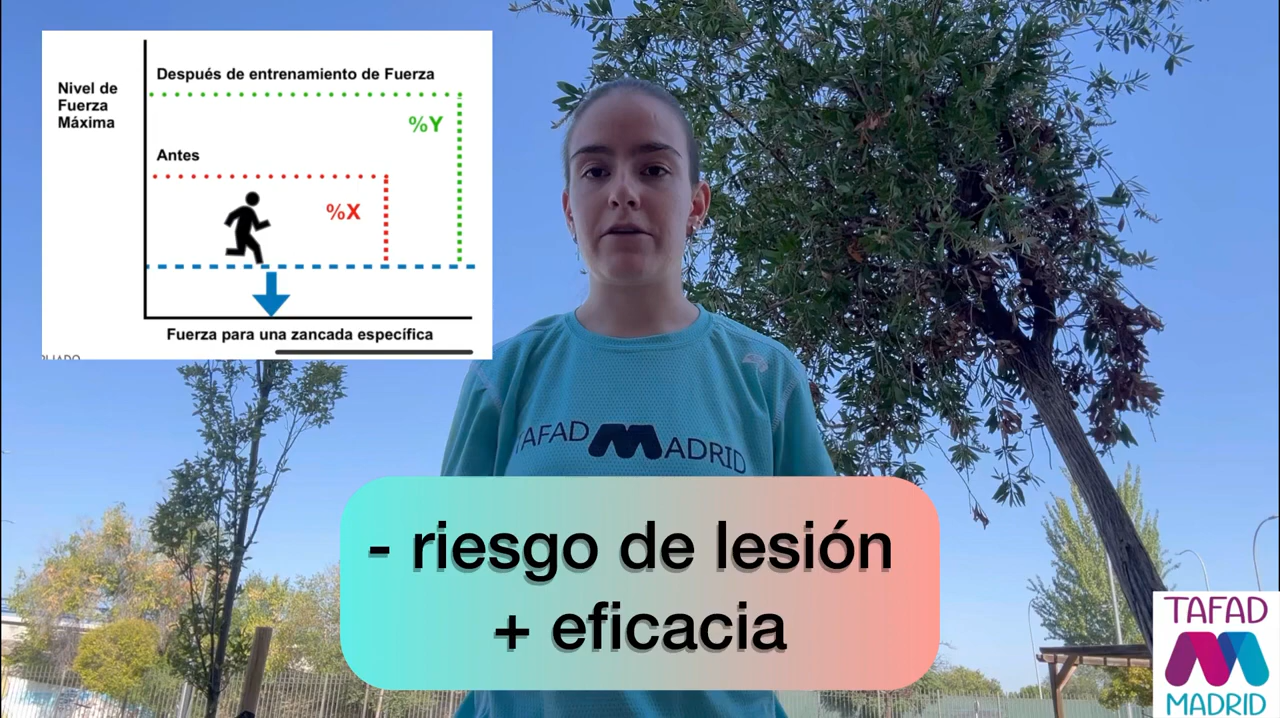 Nivel de
Fuerza
Máxima
Después de entrenamiento de Fuerza
%Y
Antes
%X
Fuerza para una zancada específica
TAFAD MADRID
- riesgo de lesión
+ eficacia
TAFAD
MADRID